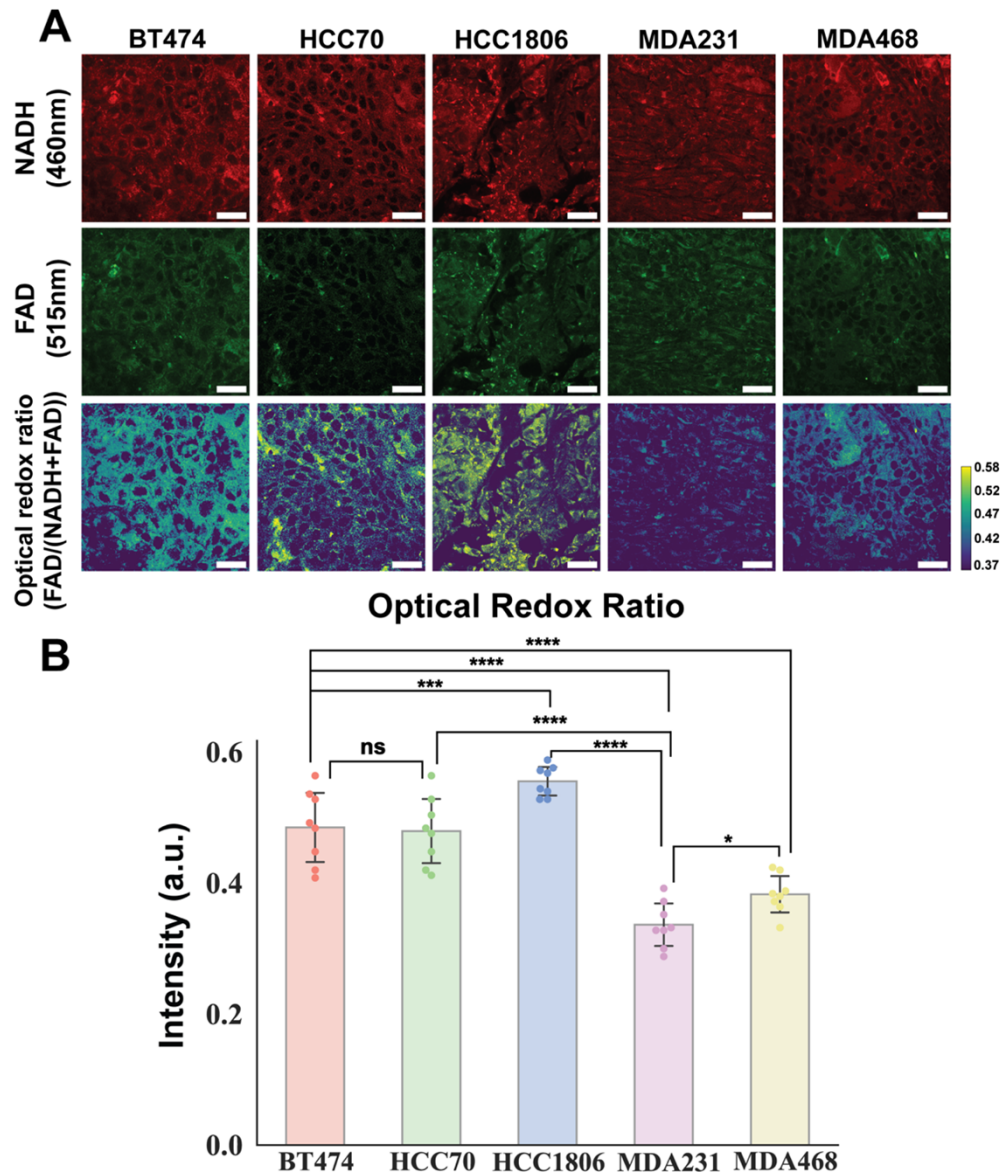 A
BT474 HCC70 HCC1806 MDA231 MDA468
NADH
(460nm)
FAD
(515nm)
Optical redox ratio
(FAD/(NADH+FAD))
0.58
0.52
0.47
0.42
0.37
Optical Redox Ratio
B
****
****
***
****
ns
****
*
Intensity (a.u.)
0.6
0.4
0.2
0.0
BT474 HCC70 HCC1806 MDA231 MDA468